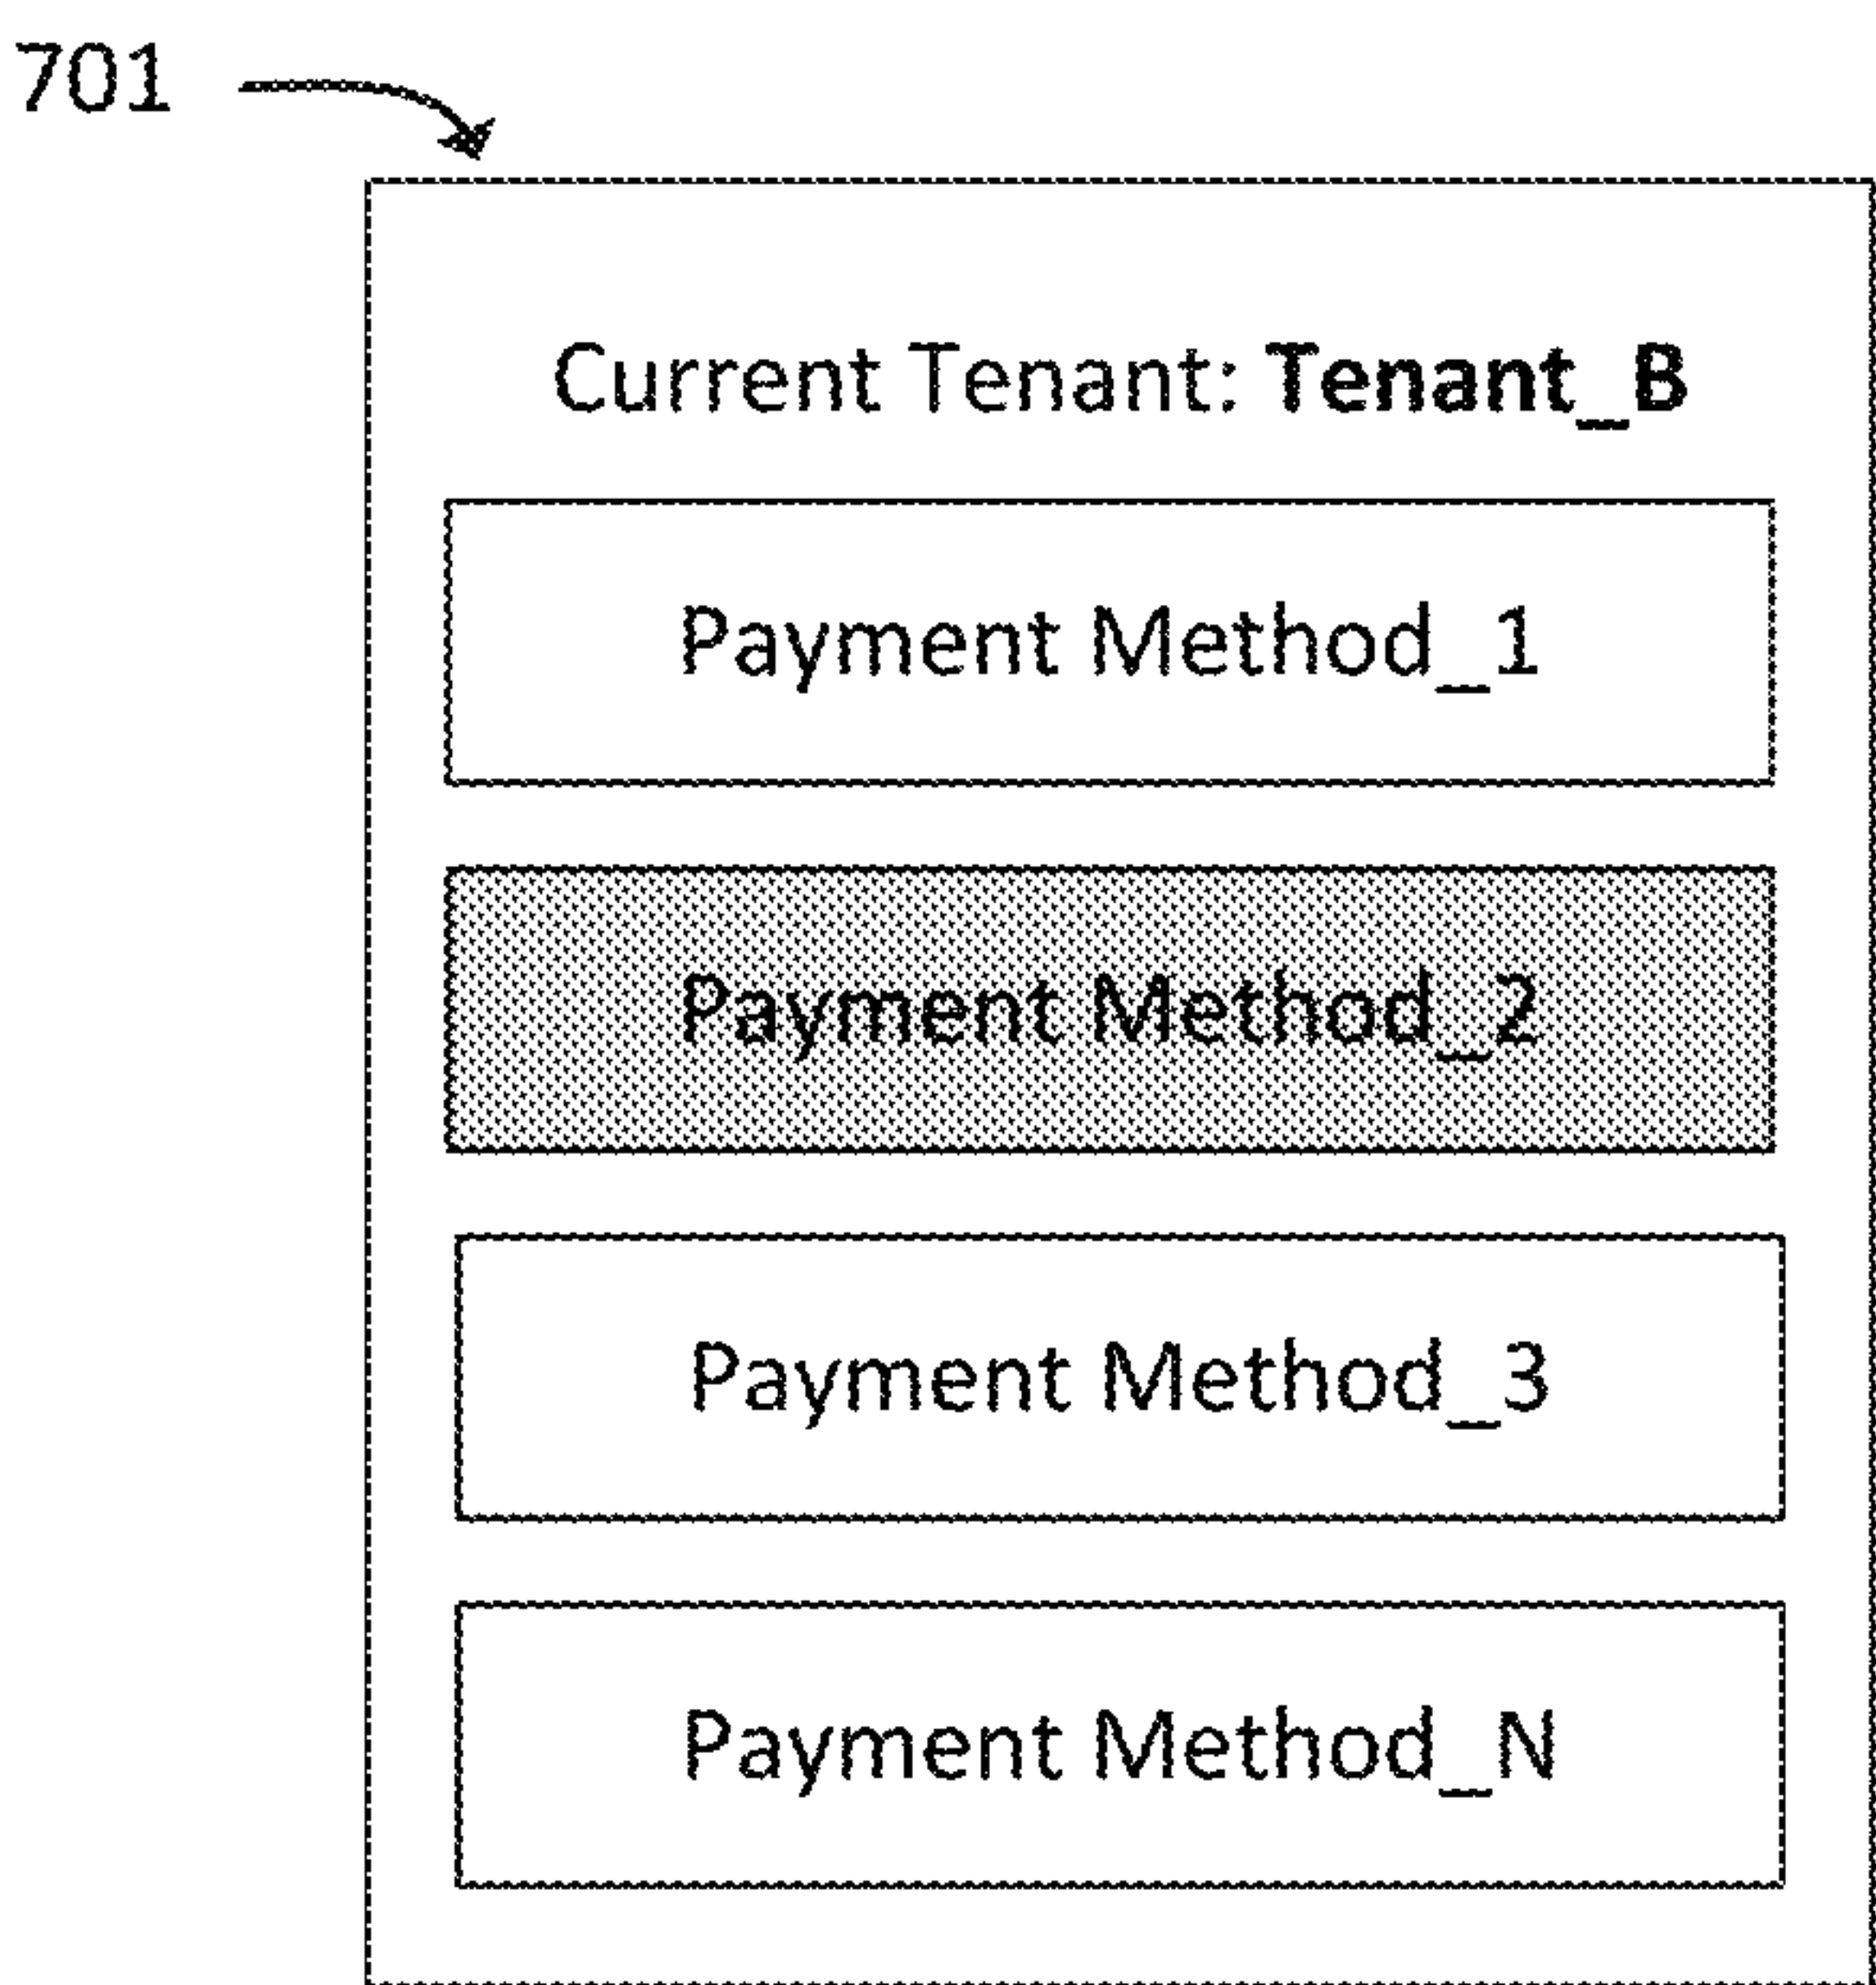 701
Current Tenant: Tenant_B
Payment Method_1
Payment Method_2
Payment Method_3
Payment Method_N